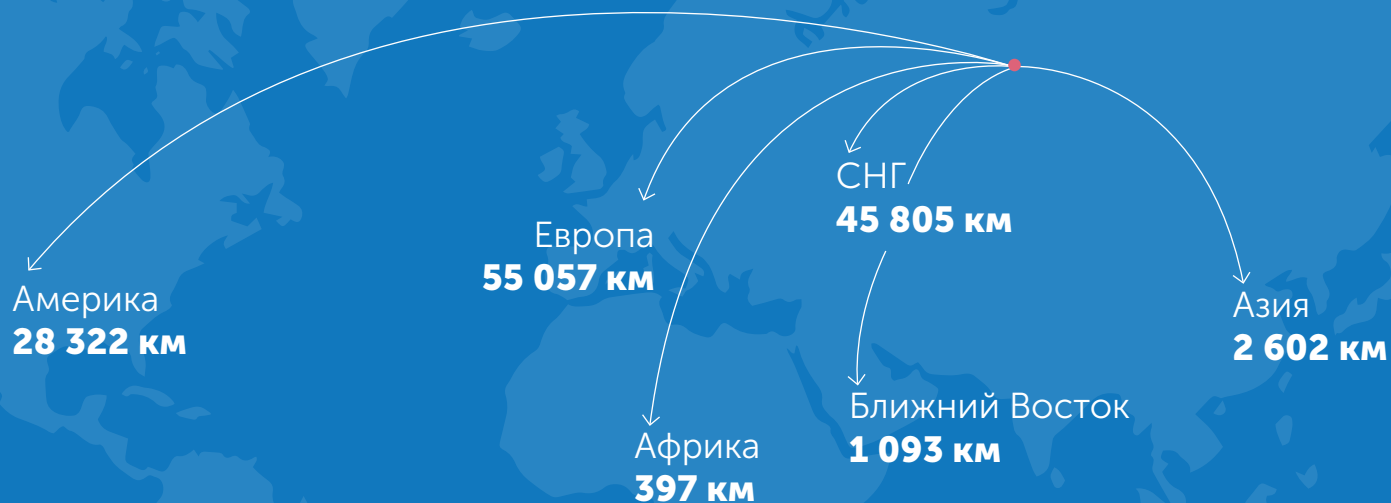 СНГ
45 805 км
Европа
55 057 км
Америка
28 322 км
Азия
2 602 км
Ближний Восток
1 093 км
Африка
397 км